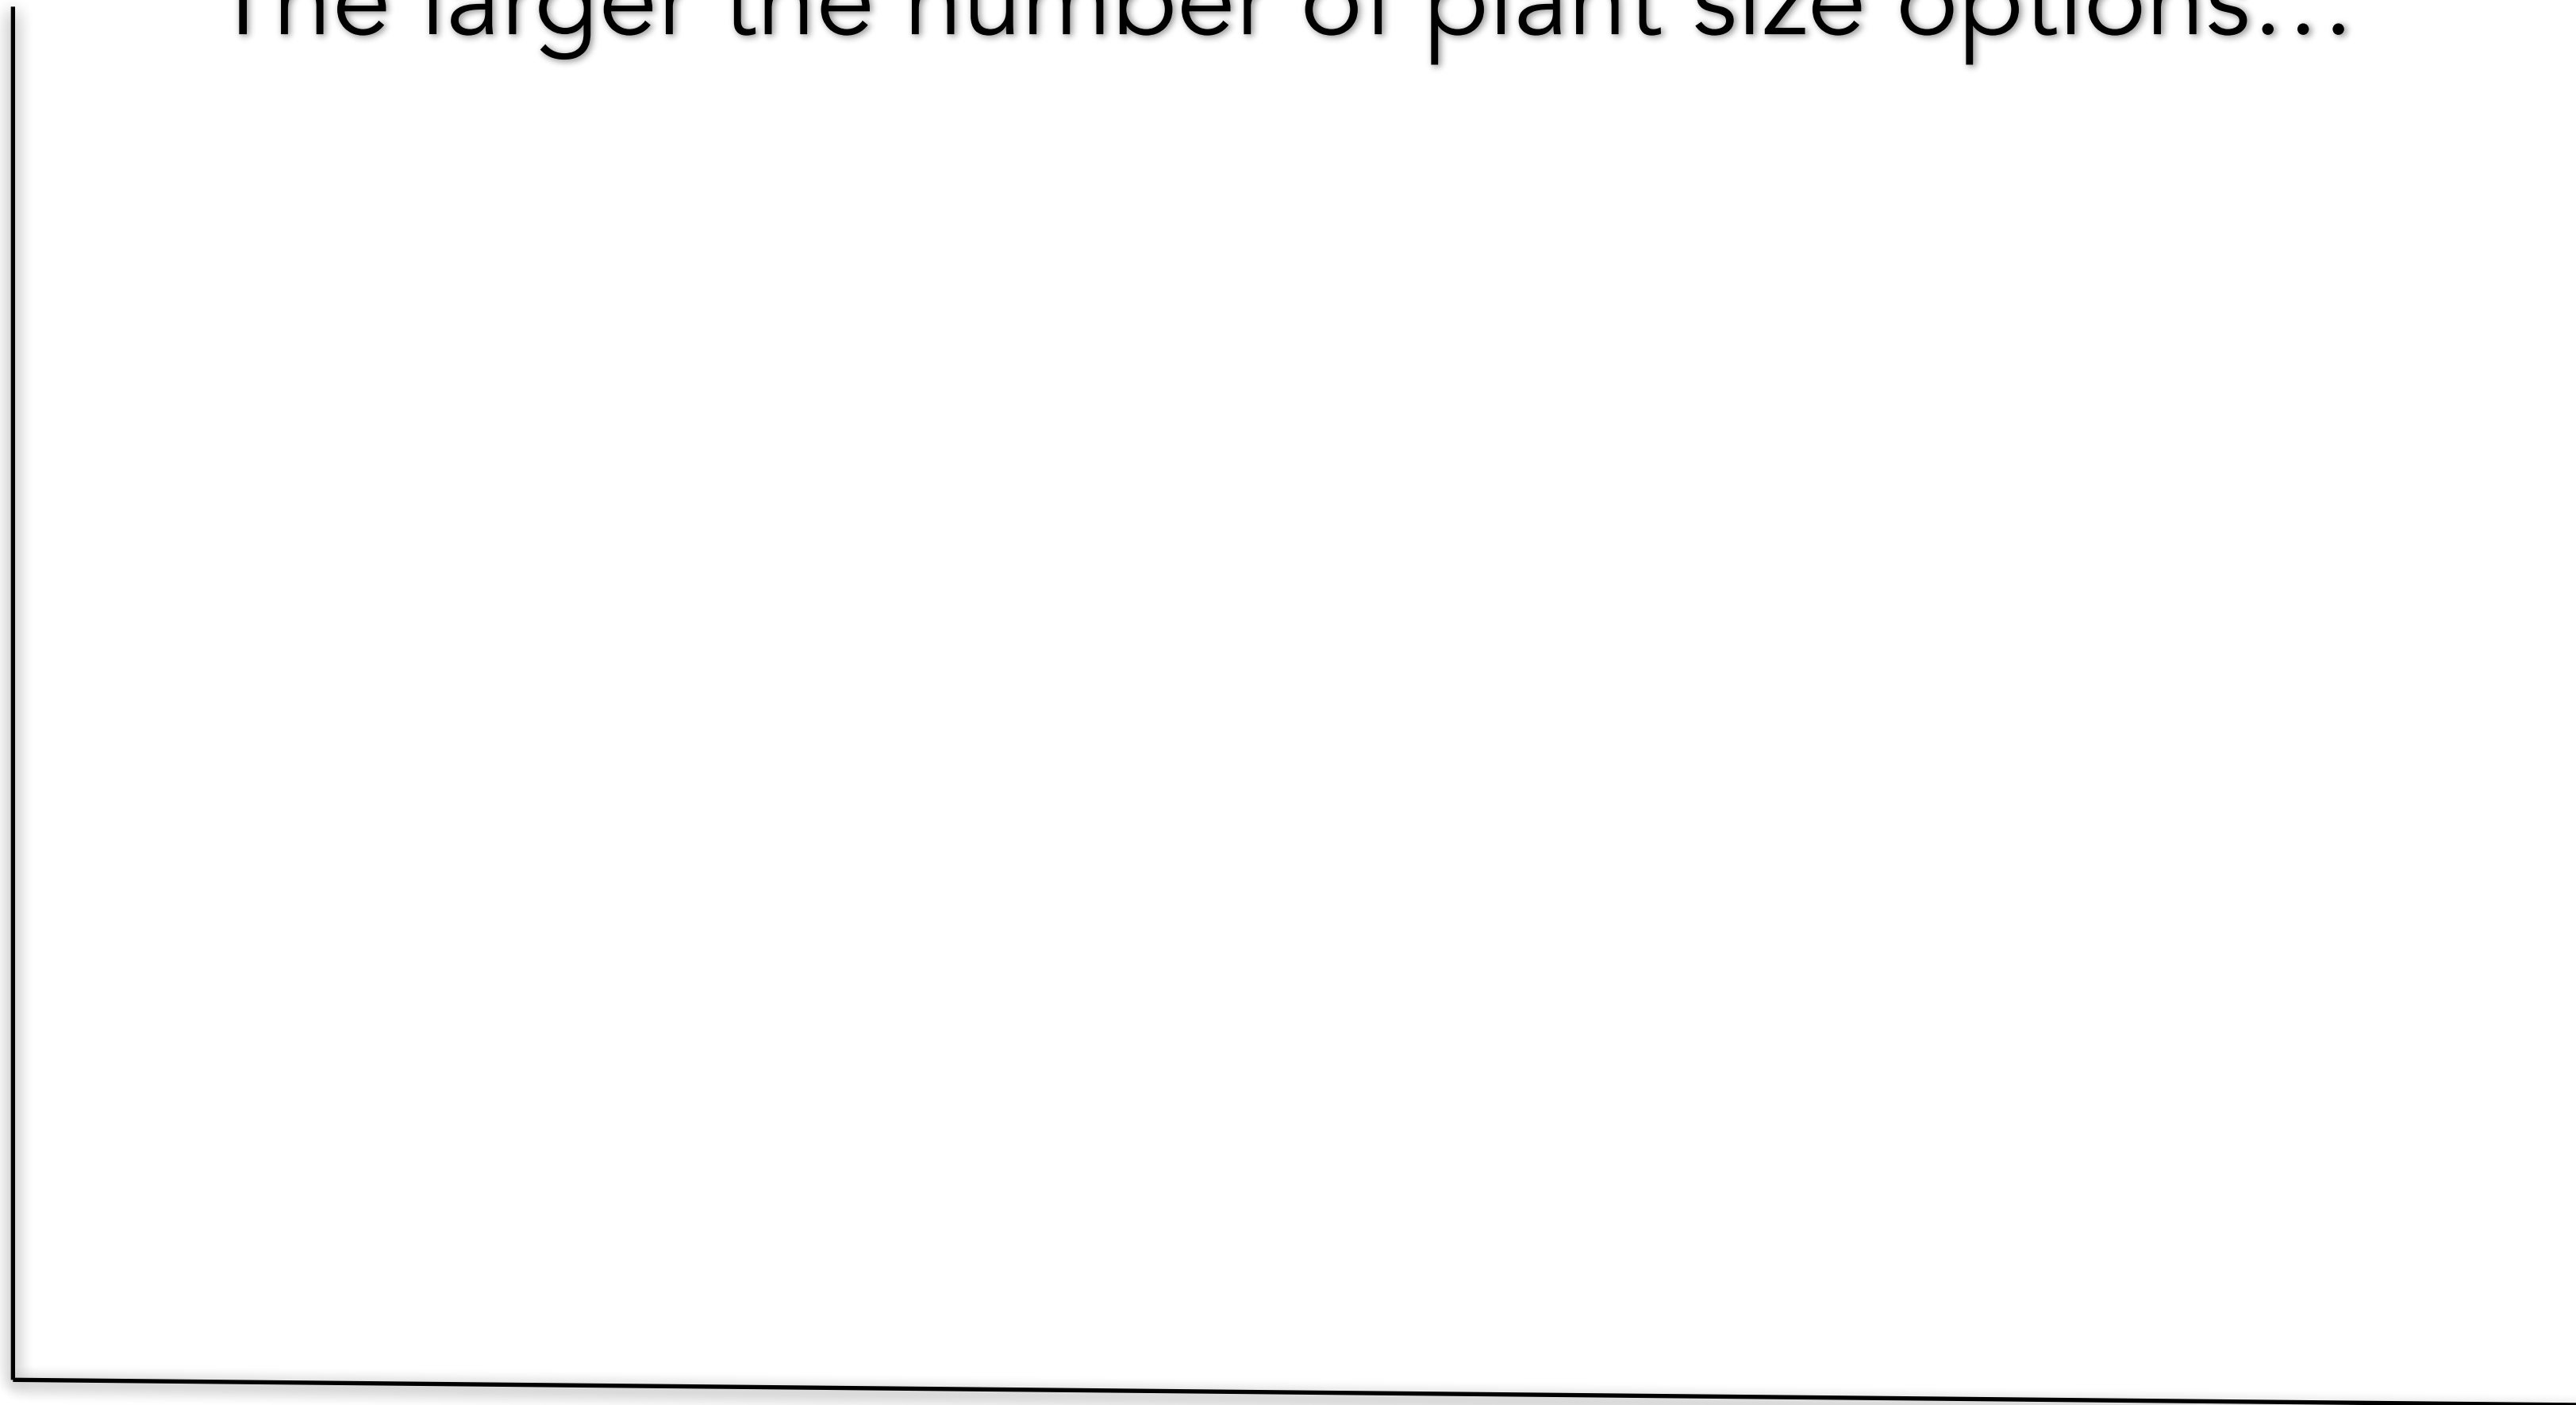 The larger the number of plant size options…